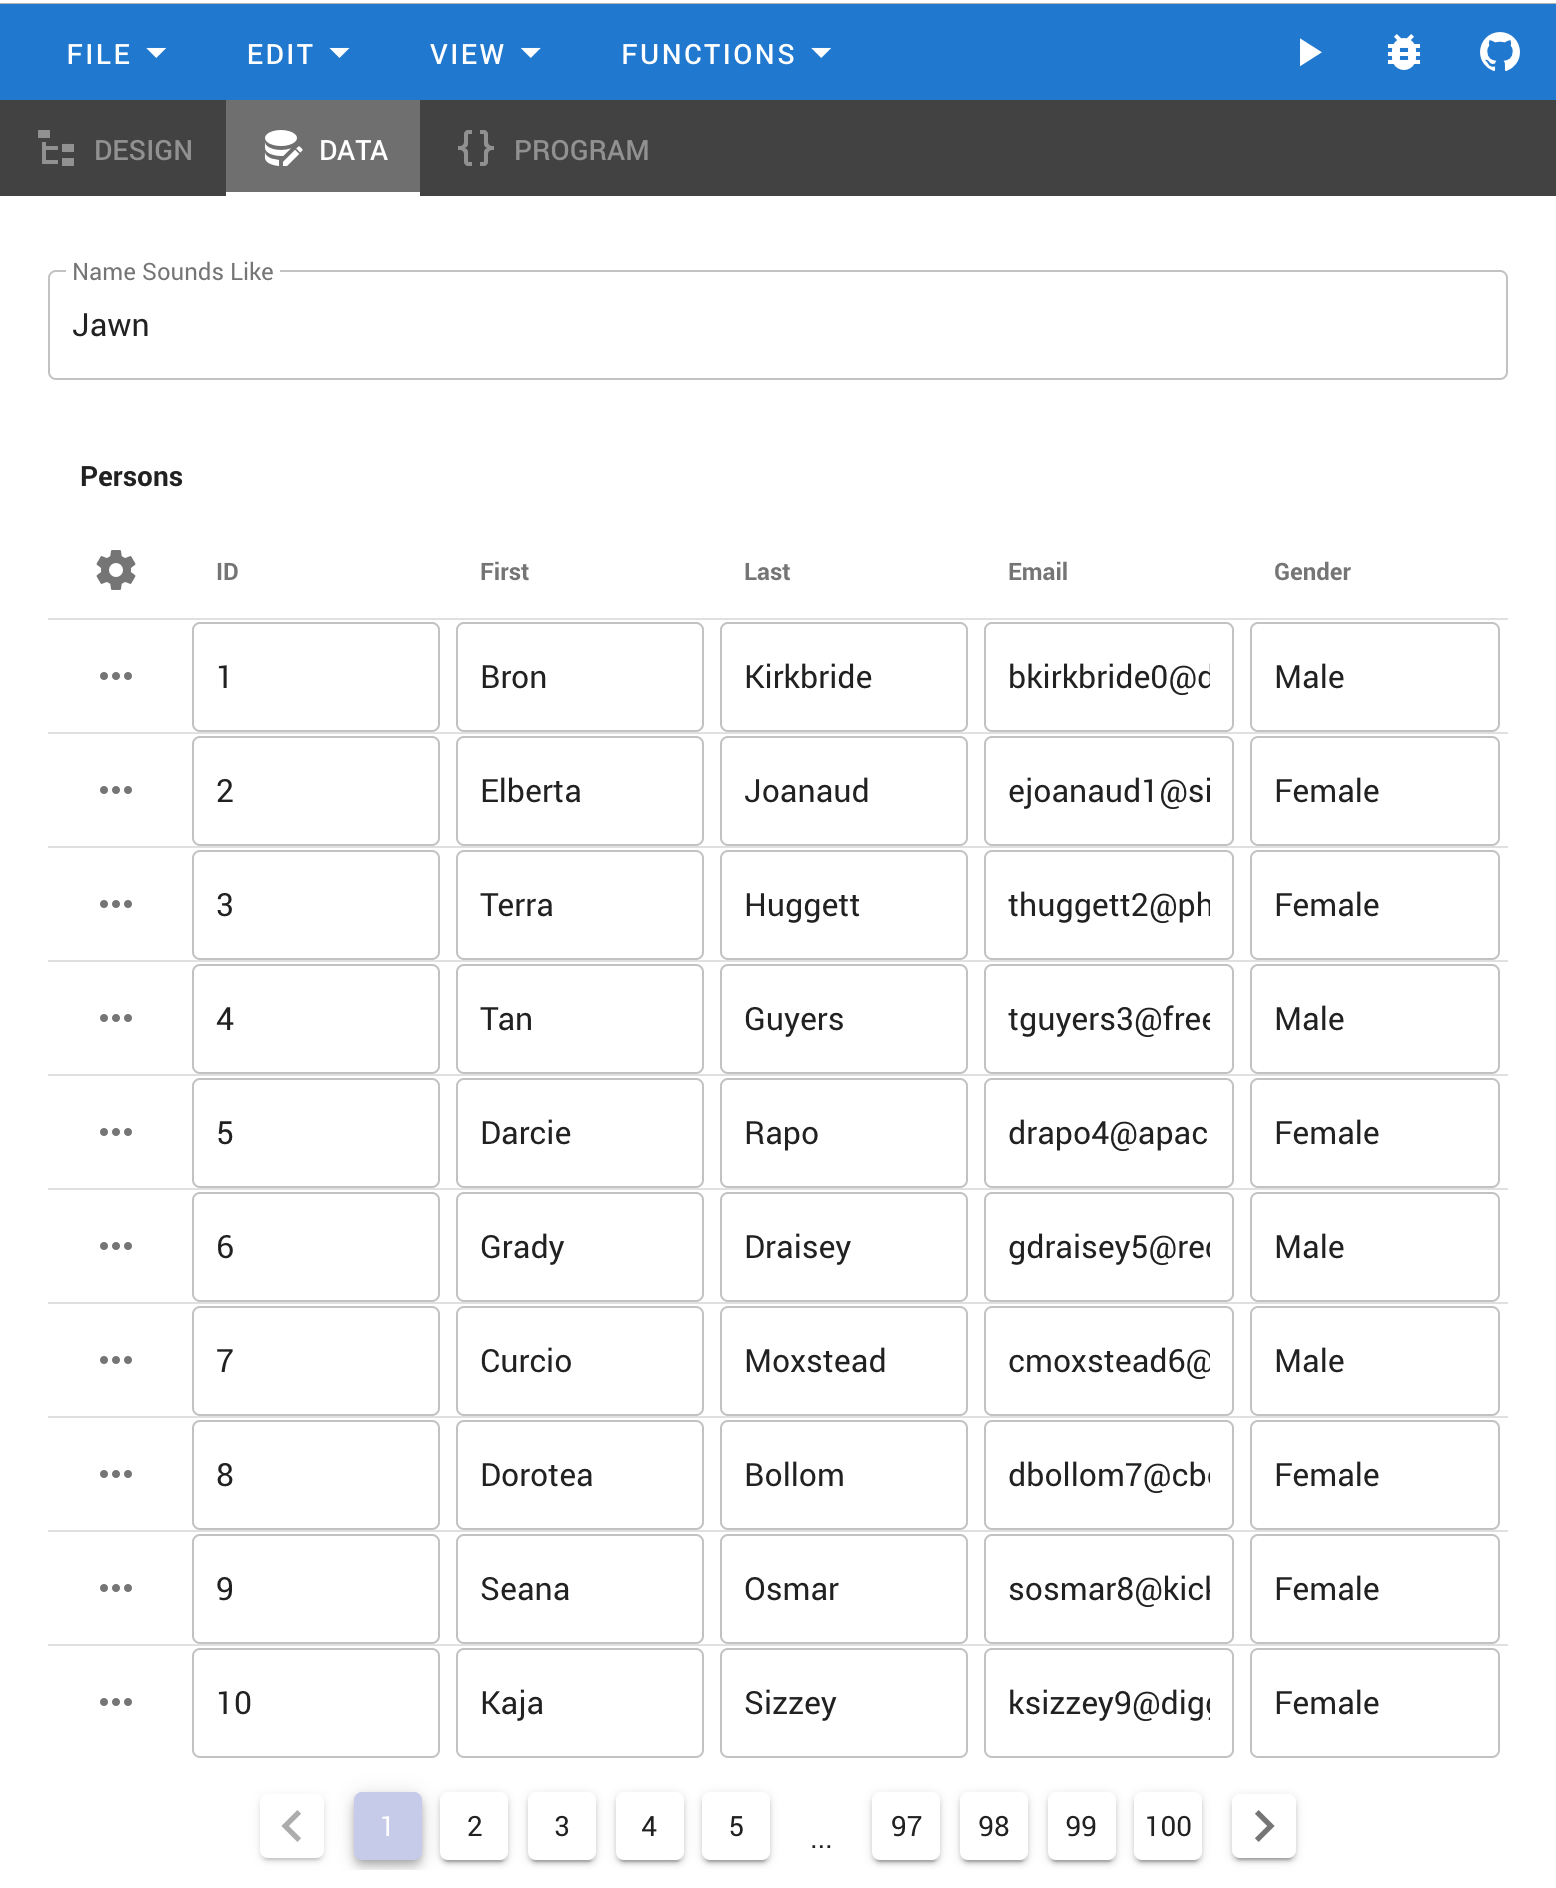 FILE EDIT VIEW FUNCTIONS
DESIGN DATA {} PROGRAM
Name Sounds Like
Jawn
Persons
ID First Last Email Gender
1 Bron Kirkbride bkirkbride0@d Male
2 Elberta Joanaud ejoanaud1@si Female
3 Terra Huggett thuggett2@ph Female
4 Tan Guyers tguyers3@free Male
5 Darcie Rapo drapo4@apac Female
6 Grady Draisey gdraisey5@red Male
7 Curcio Moxstead cmoxstead6@ Male
8 Dorotea Bollom dbollom7@cb Female
9 Seana Osmar sosmar8@kick Female
10 Kaja Sizzey ksizzey9@digg Female
1 2 3 4 5 ... 97 98 99 100